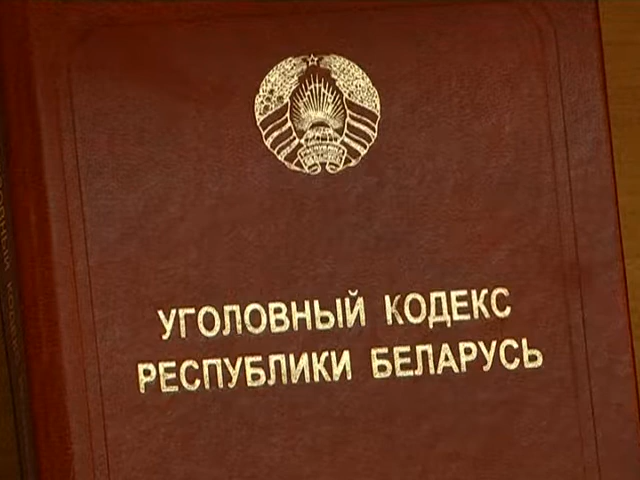 УГОЛОВНЫЙ КОДЕКС
РЕСПУБЛИКИ БЕЛАРУСЬ